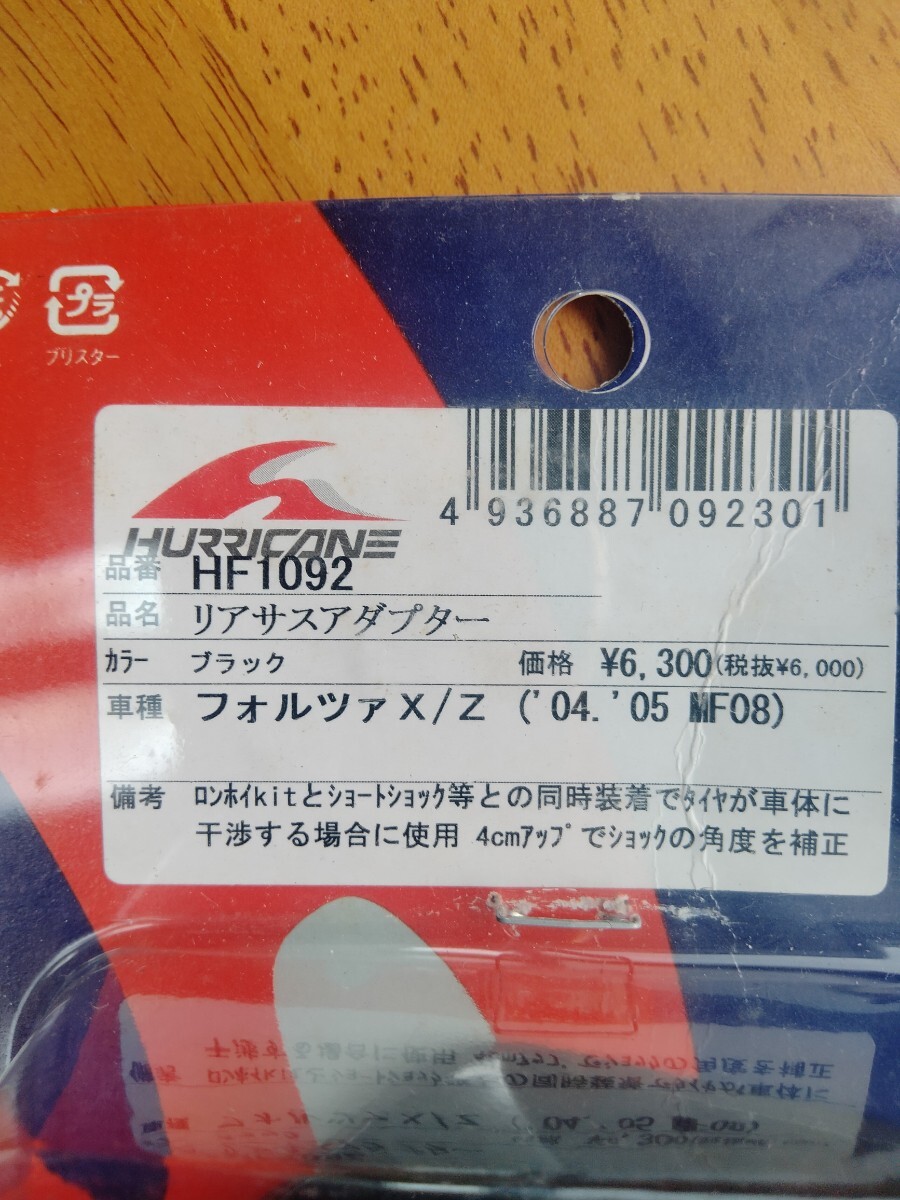 プラ
ブリスター
HURRICANE
4 936887 092301
品番 HF1092
品名 リアサスアダプター
カラー ブラック 価格 ¥6,300(税抜¥6,000)
車種 フォルツァX/Z ('04.'05 MF08)
備考 ロンホイkitとショートショック等との同時装着でタイヤが車体に
干渉する場合に使用 4cmアップでショックの角度を補正